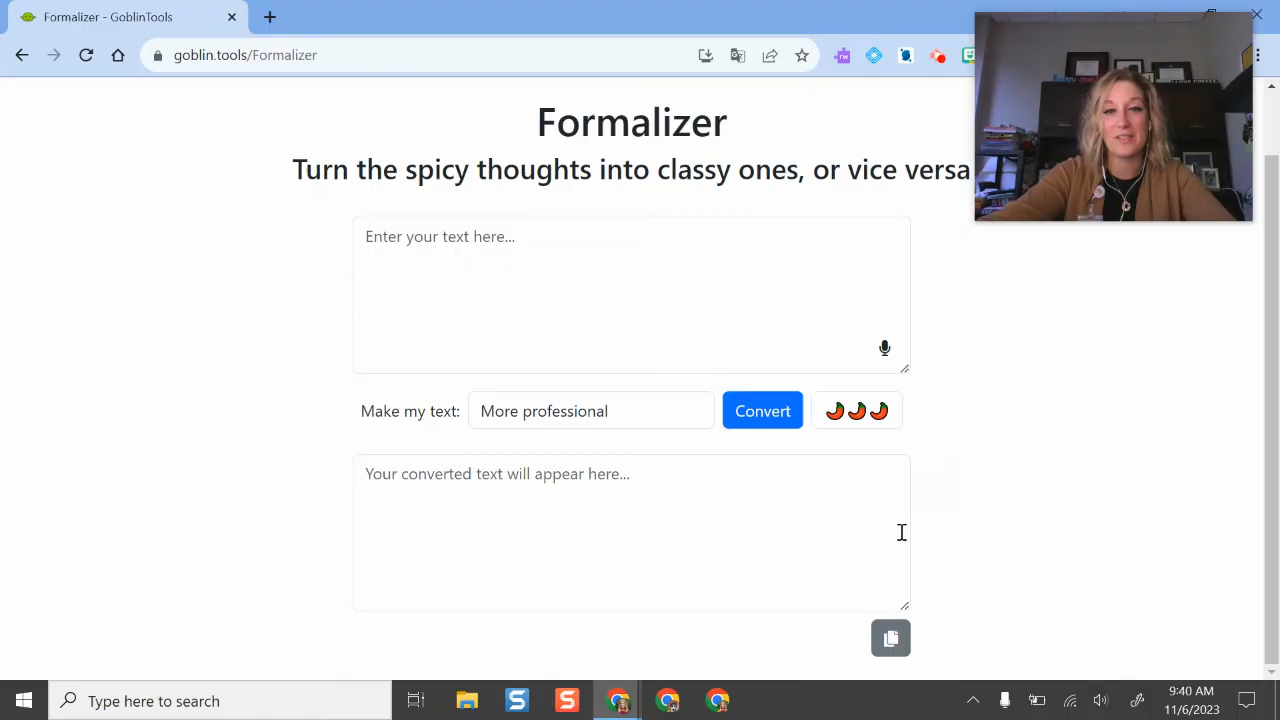 Formalizer - GoblinTools
goblin.tools/Formalizer
rw
Formalizer
Turn the spicy thoughts into classy ones, or vice versa
Enter your text here...
Make my text: More professional Convert
Your converted text will appear here...
S S
Type here to search
9:40 AM
11/6/2023